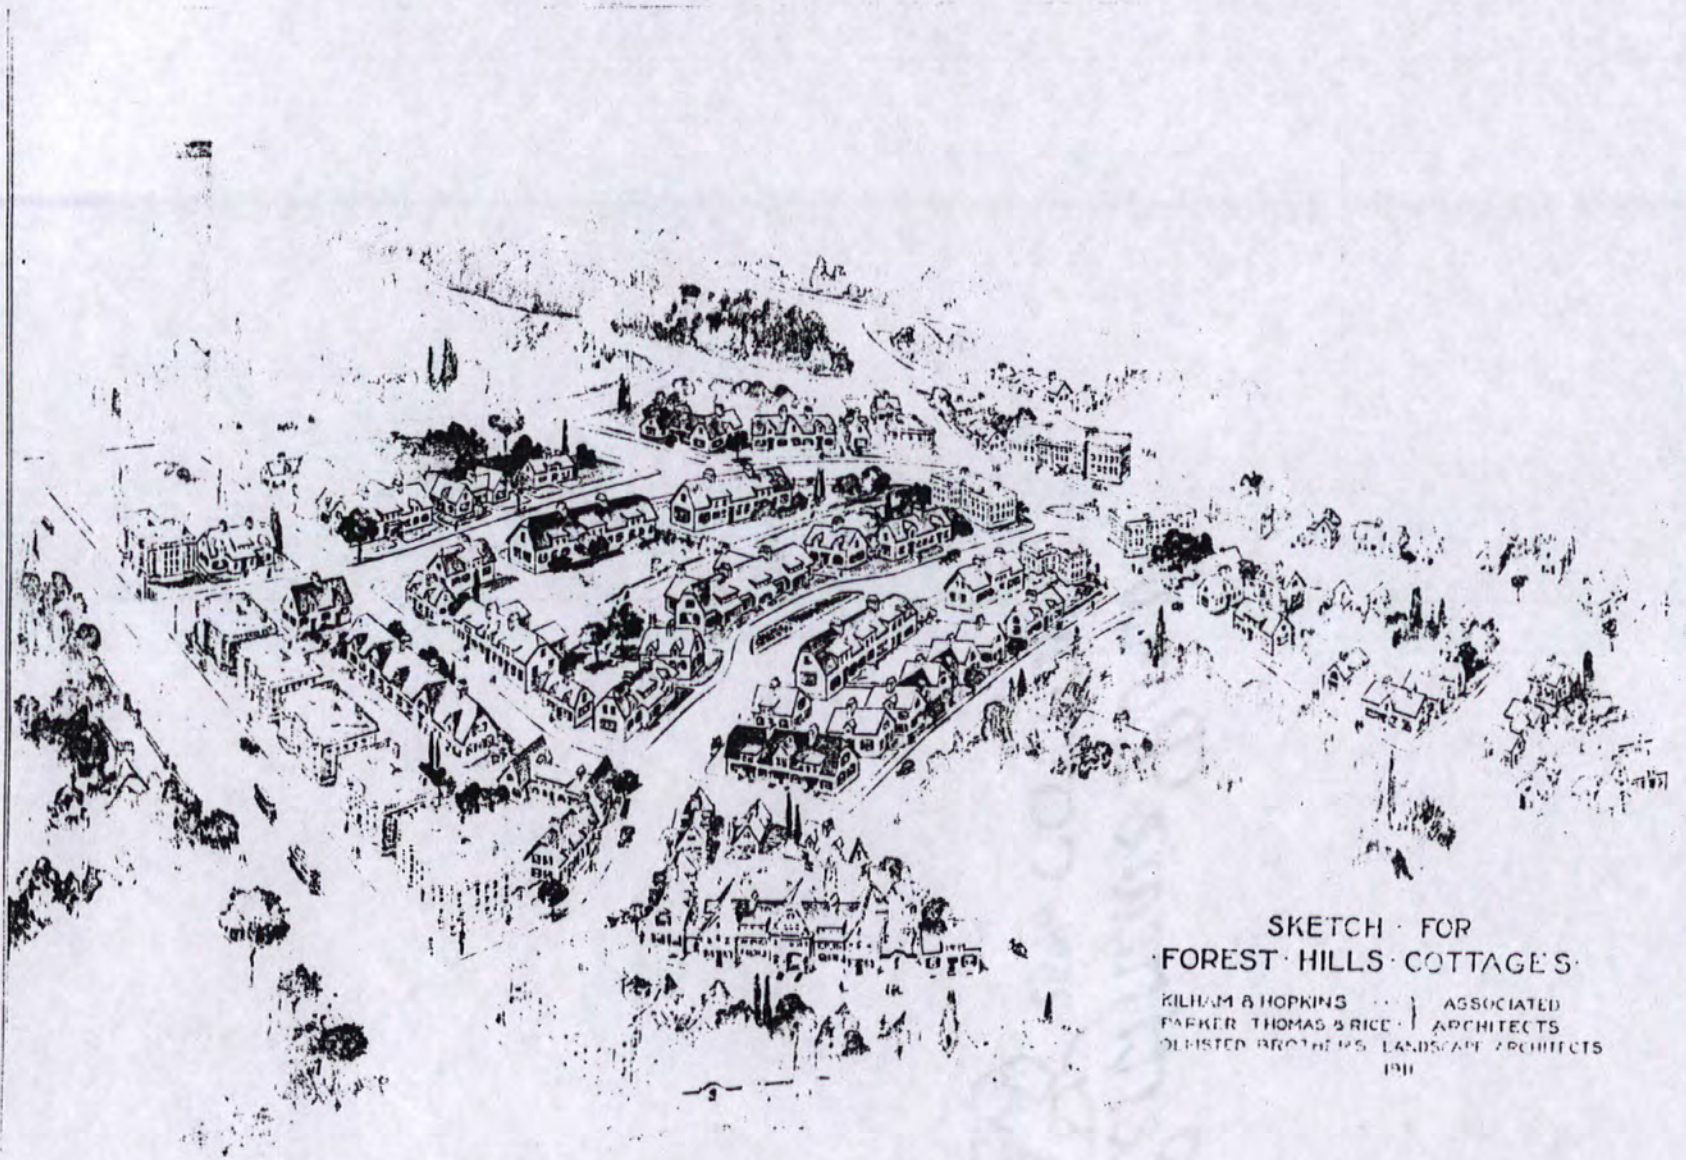 SKETCH · FOR
· FOREST · HILLS · COTTAGES ·
KILHAM & HOPKINS · · · } ASSOCIATED
PARKER THOMAS & RICE · } ARCHITECTS
OLMSTED BROTHERS LANDSCAPE ARCHITECTS
1911